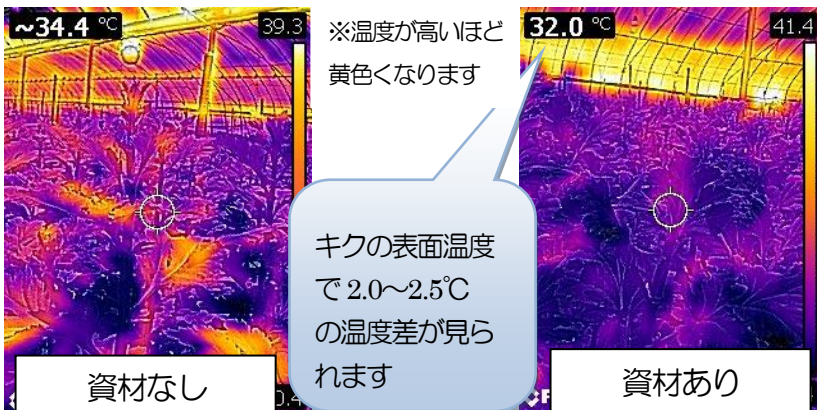 ~34.4 ℃
39.3
※温度が高いほど
黄色くなります
32.0 ℃
41.4
キクの表面温度
で 2.0～2.5℃
の温度差が見ら
れます
資材なし
資材あり